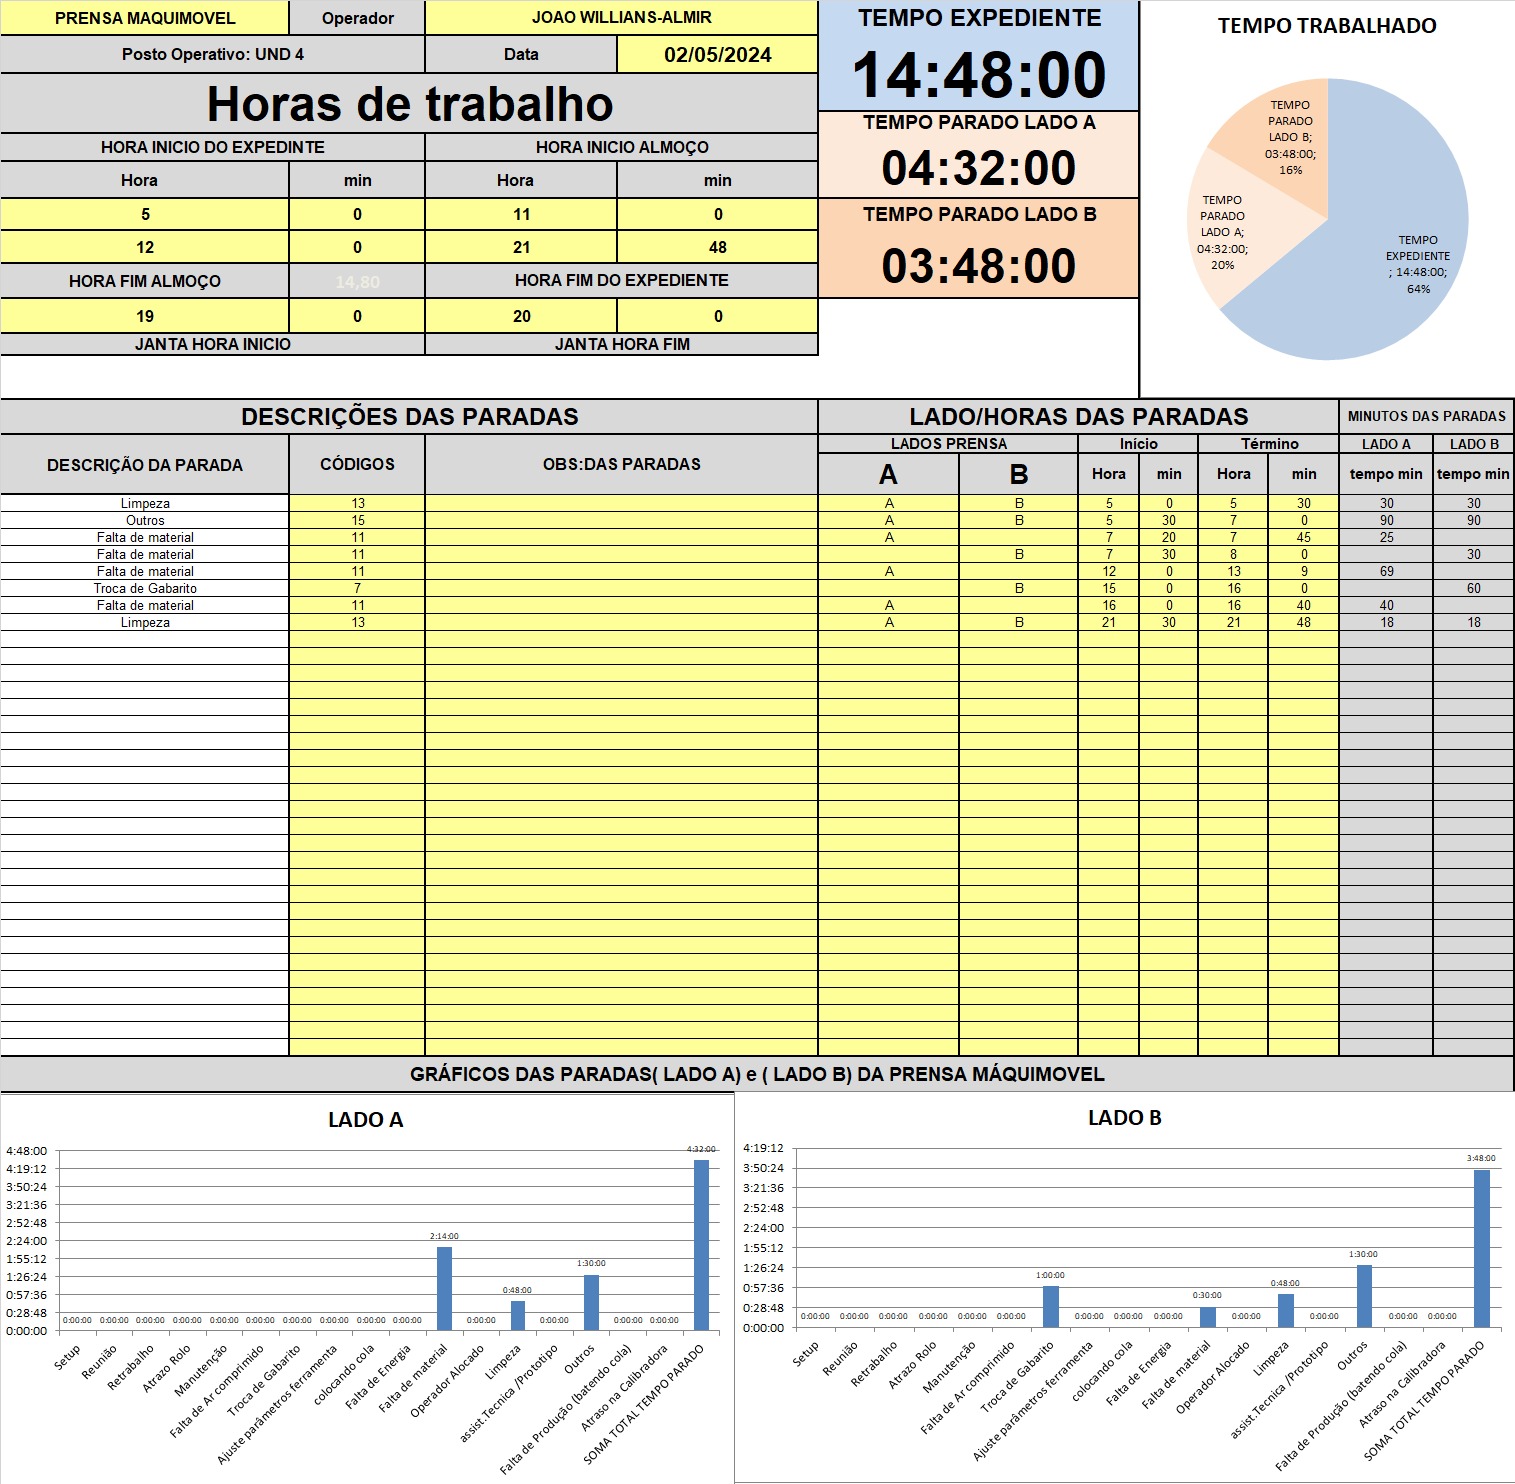 PRENSA MAQUIMOVEL Operador JOAO WILLIANS-ALMIR
Posto Operativo: UND 4 Data 02/05/2024
Horas de trabalho
HORA INICIO DO EXPEDINTE HORA INICIO ALMOÇO
Hora min Hora min
5 0 11 0
12 0 21 48
HORA FIM ALMOÇO 14,80 HORA FIM DO EXPEDIENTE
19 0 20 0
JANTA HORA INICIO JANTA HORA FIM
TEMPO EXPEDIENTE
14:48:00
TEMPO PARADO LADO A
04:32:00
TEMPO PARADO LADO B
03:48:00
TEMPO TRABALHADO
TEMPO
PARADO
LADO B;
03:48:00;
16%
TEMPO
PARADO
LADO A;
04:32:00;
20%
TEMPO
EXPEDIENTE
; 14:48:00;
64%
DESCRIÇÕES DAS PARADAS LADO/HORAS DAS PARADAS MINUTOS DAS PARADAS
DESCRIÇÃO DA PARADA CÓDIGOS OBS:DAS PARADAS LADOS PRENSA Início Término LADO A LADO B
A B Hora min Hora min tempo min tempo min
Limpeza 13 A B 5 0 5 30 30 30
Outros 15 A B 5 30 7 0 90 90
Falta de material 11 A 7 20 7 45 25
Falta de material 11 B 7 30 8 0 30
Falta de material 11 A 12 0 13 9 69
Troca de Gabarito 7 B 15 0 16 0 60
Falta de material 11 A 16 0 16 40 40
Limpeza 13 A B 21 30 21 48 18 18
GRÁFICOS DAS PARADAS( LADO A) e ( LADO B) DA PRENSA MÁQUIMOVEL
LADO A
4:48:00
4:19:12
3:50:24
3:21:36
2:52:48
2:24:00
1:55:12
1:26:24
0:57:36
0:28:48
0:00:00
0:00:00 0:00:00 0:00:00 0:00:00 0:00:00 0:00:00 0:00:00 0:00:00 0:00:00 0:00:00 2:14:00 0:00:00 0:48:00 0:00:00 1:30:00 0:00:00 0:00:00 4:32:00
Setup
Reunião
Retrabalho
Atrazo Rolo
Manutenção
Falta de Ar comprimido
Troca de Gabarito
Ajuste parâmetros ferramenta
colocando cola
Falta de Energia
Falta de material
Operador Alocado
Limpeza
assist.Tecnica /Prototipo
Outros
Falta de Produção (batendo cola)
Atraso na Calibradora
SOMA TOTAL TEMPO PARADO
LADO B
4:19:12
3:50:24
3:21:36
2:52:48
2:24:00
1:55:12
1:26:24
0:57:36
0:28:48
0:00:00
0:00:00 0:00:00 0:00:00 0:00:00 0:00:00 0:00:00 1:00:00 0:00:00 0:00:00 0:00:00 0:30:00 0:00:00 0:48:00 0:00:00 1:30:00 0:00:00 0:00:00 3:48:00
Setup
Reunião
Retrabalho
Atrazo Rolo
Manutenção
Falta de Ar comprimido
Troca de Gabarito
Ajuste parâmetros ferramenta
colocando cola
Falta de Energia
Falta de material
Operador Alocado
Limpeza
assist.Tecnica /Prototipo
Outros
Falta de Produção (batendo cola)
Atraso na Calibradora
SOMA TOTAL TEMPO PARADO